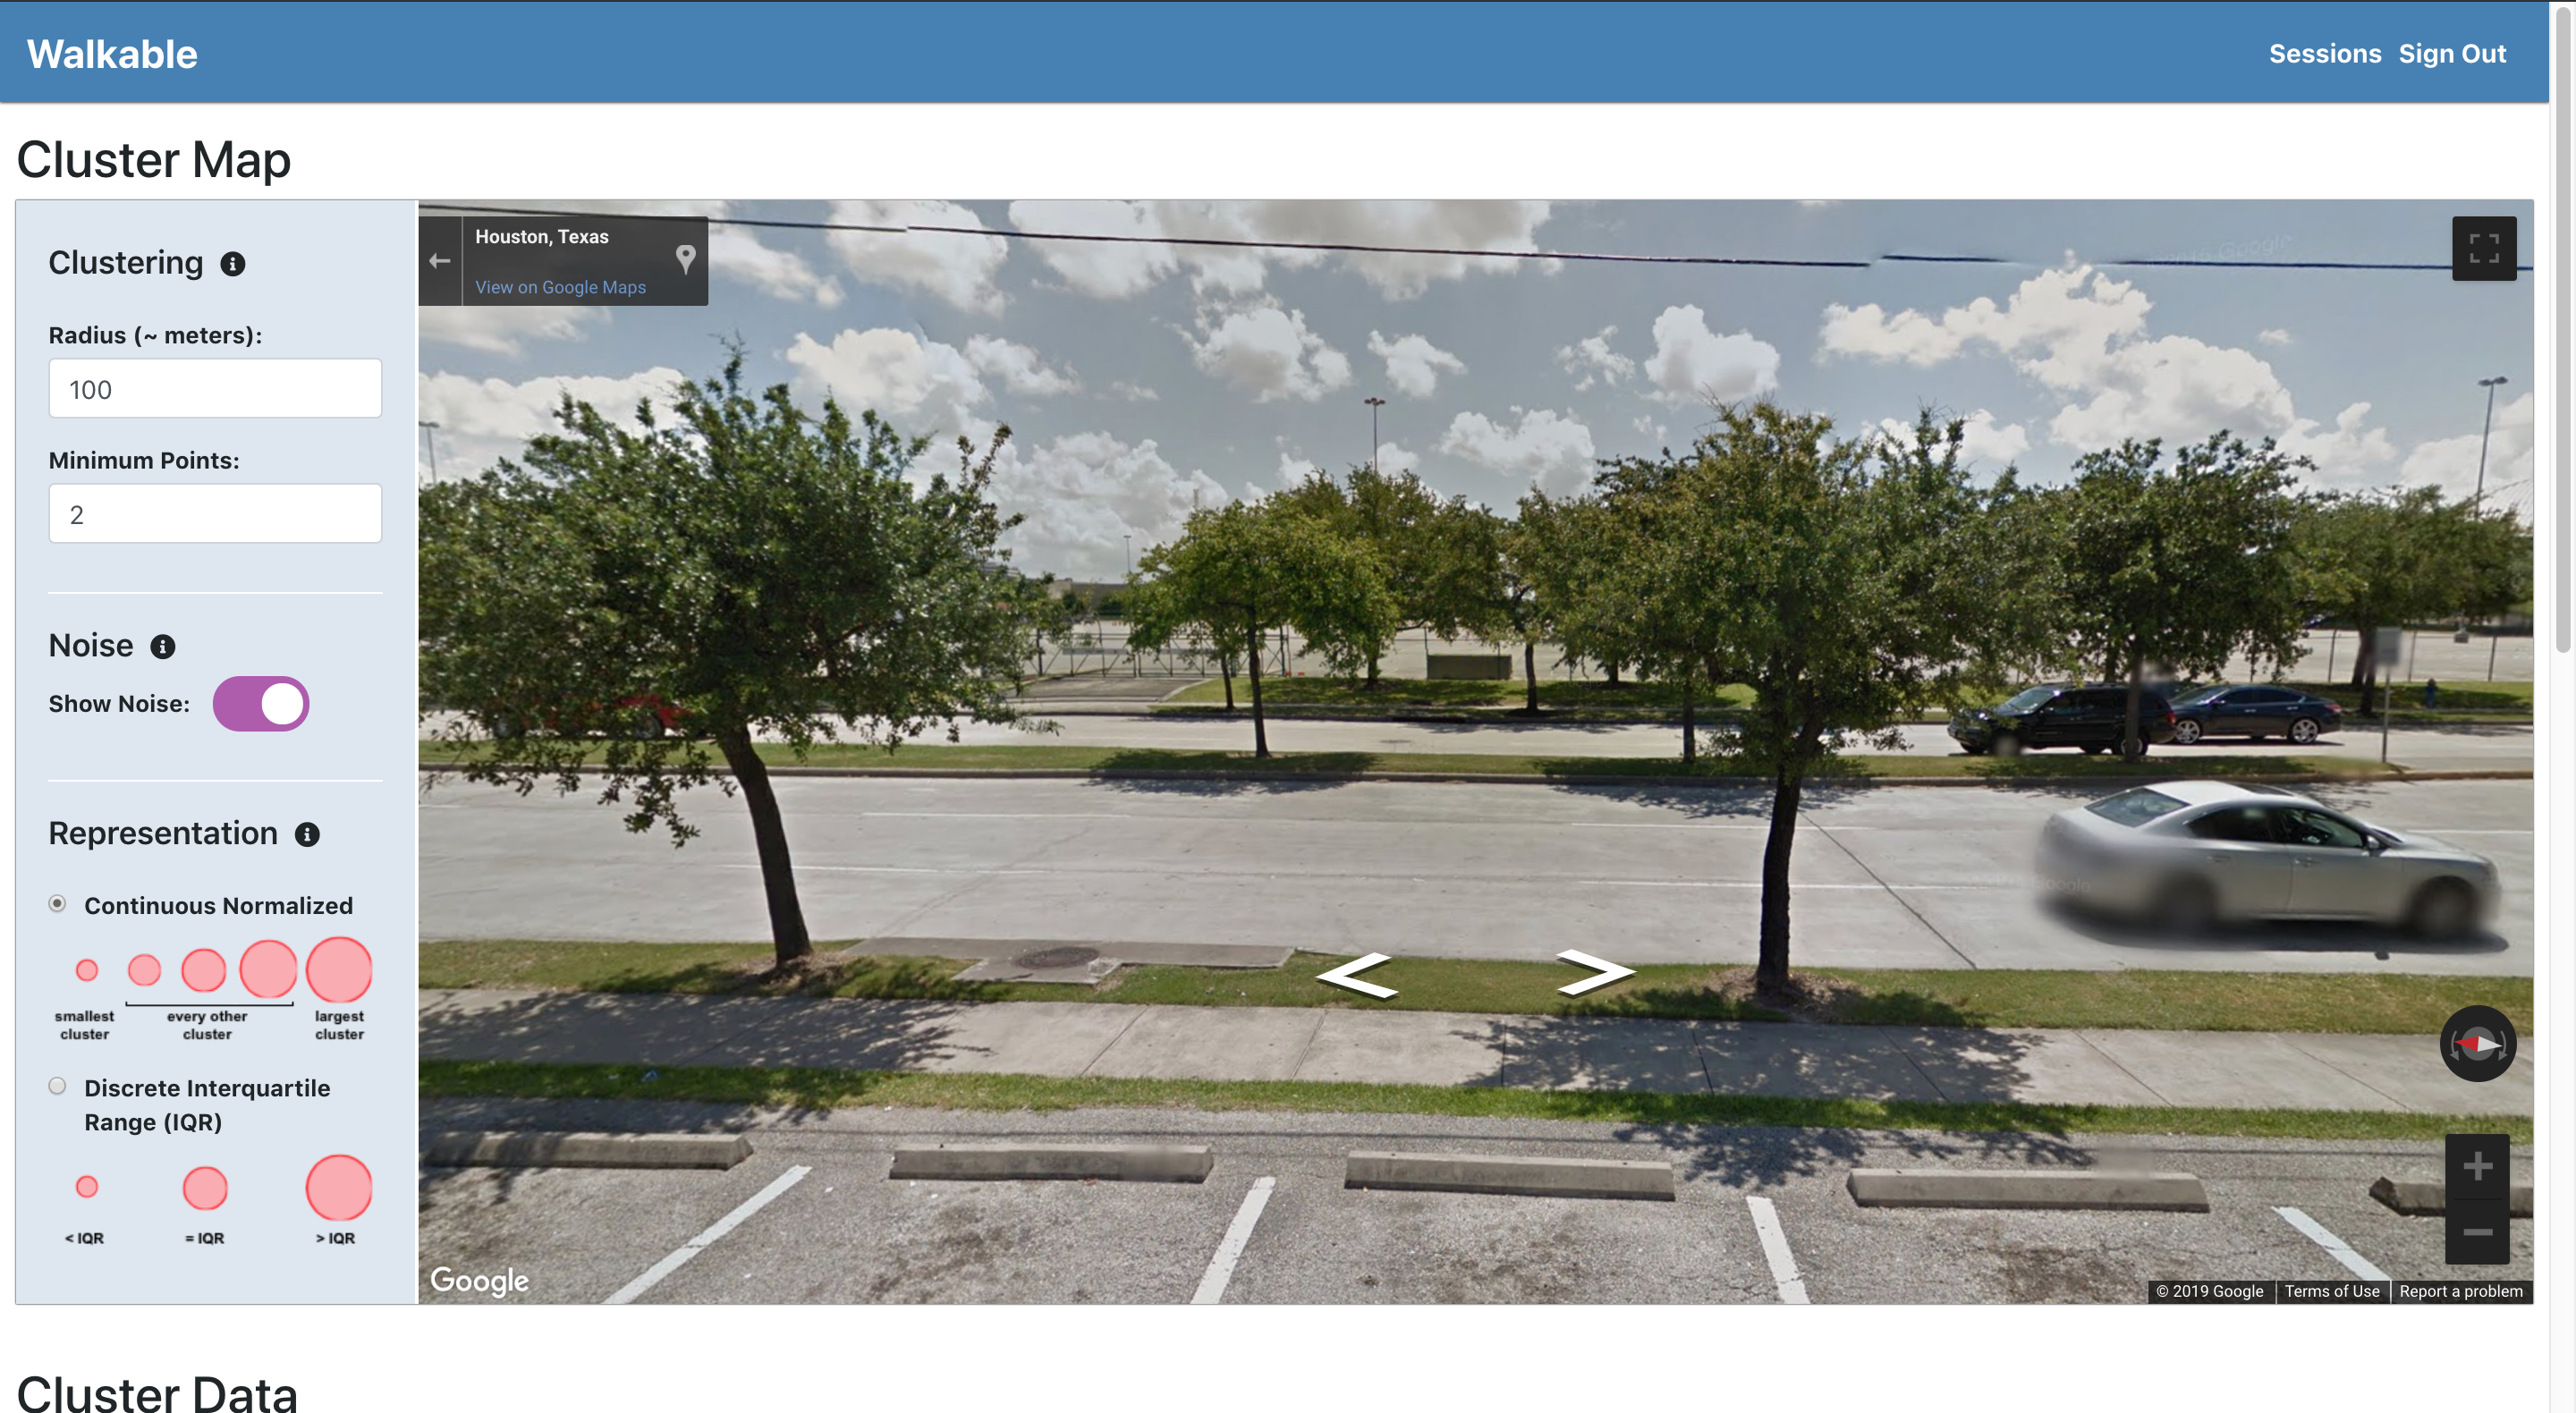 Walkable
Sessions Sign Out
Cluster Map
Clustering
Radius (~ meters):
100
Minimum Points:
2
Noise
Show Noise:
Representation
Continuous Normalized
smallest cluster
every other cluster
largest cluster
Discrete Interquartile
Range (IQR)
< IQR
= IQR
> IQR
Houston, Texas
View on Google Maps
Google
© 2019 Google
Terms of Use
Report a problem
Cluster Data